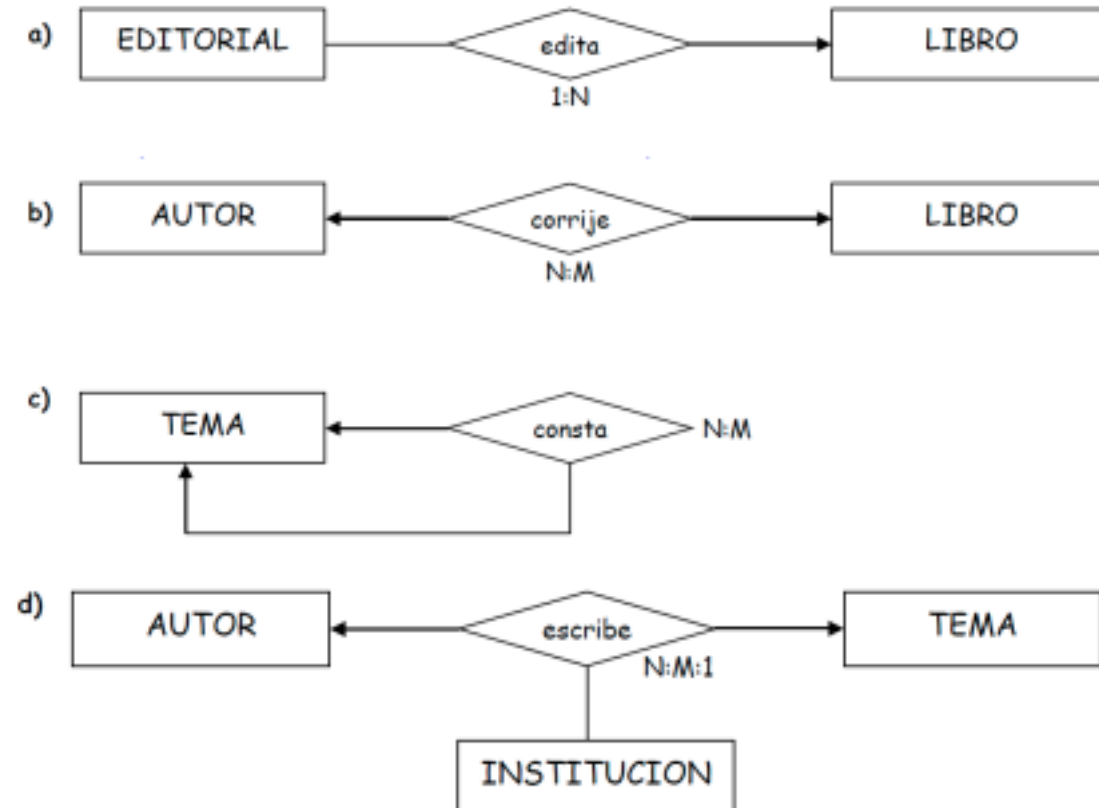 a) EDITORIAL edita LIBRO
1:N
b) AUTOR corrije LIBRO
N:M
c) TEMA consta N:M
d) AUTOR escribe TEMA
N:M:1
INSTITUCION